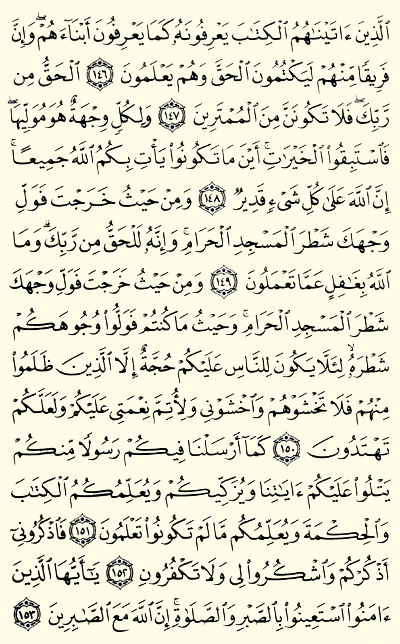 ٱلَّذِينَ ءَاتَيْنَٰهُمُ ٱلْكِتَٰبَ يَعْرِفُونَهُۥ كَمَا يَعْرِفُونَ أَبْنَآءَهُمْ ۖ وَإِنَّ
فَرِيقًا مِّنْهُمْ لَيَكْتُمُونَ ٱلْحَقَّ وَهُمْ يَعْلَمُونَ ١٤٦ ٱلْحَقُّ مِن
رَّبِّكَ ۖ فَلَا تَكُونَنَّ مِنَ ٱلْمُمْتَرِينَ ١٤٧ وَلِكُلٍّ وِجْهَةٌ هُوَ مُوَلِّيهَا ۖ
فَٱسْتَبِقُوا۟ ٱلْخَيْرَٰتِ ۚ أَيْنَ مَا تَكُونُوا۟ يَأْتِ بِكُمُ ٱللَّهُ جَمِيعًا ۚ
إِنَّ ٱللَّهَ عَلَىٰ كُلِّ شَىْءٍ قَدِيرٌ ١٤٨ وَمِنْ حَيْثُ خَرَجْتَ فَوَلِّ
وَجْهَكَ شَطْرَ ٱلْمَسْجِدِ ٱلْحَرَامِ ۖ وَإِنَّهُۥ لَلْحَقُّ مِن رَّبِّكَ ۗ وَمَا
ٱللَّهُ بِغَٰفِلٍ عَمَّا تَعْمَلُونَ ١٤٩ وَمِنْ حَيْثُ خَرَجْتَ فَوَلِّ وَجْهَكَ
شَطْرَ ٱلْمَسْجِدِ ٱلْحَرَامِ ۚ وَحَيْثُ مَا كُنتُمْ فَوَلُّوا۟ وُجُوهَكُمْ
شَطْرَهُۥ لِئَلَّا يَكُونَ لِلنَّاسِ عَلَيْكُمْ حُجَّةٌ إِلَّا ٱلَّذِينَ ظَلَمُوا۟
مِنْهُمْ فَلَا تَخْشَوْهُمْ وَٱخْشَوْنِى وَلِأُتِمَّ نِعْمَتِى عَلَيْكُمْ وَلَعَلَّكُمْ
تَهْتَدُونَ ١٥٠ كَمَآ أَرْسَلْنَا فِيكُمْ رَسُولًا مِّنكُمْ
يَتْلُوا۟ عَلَيْكُمْ ءَايَٰتِنَا وَيُزَكِّيكُمْ وَيُعَلِّمُكُمُ ٱلْكِتَٰبَ
وَٱلْحِكْمَةَ وَيُعَلِّمُكُم مَّا لَمْ تَكُونُوا۟ تَعْلَمُونَ ١٥١ فَٱذْكُرُونِىٓ
أَذْكُرْكُمْ وَٱشْكُرُوا۟ لِى وَلَا تَكْفُرُونِ ١٥٢ يَٰٓأَيُّهَا ٱلَّذِينَ
ءَامَنُوا۟ ٱسْتَعِينُوا۟ بِٱلصَّبْرِ وَٱلصَّلَوٰةِ ۚ إِنَّ ٱللَّهَ مَعَ ٱلصَّٰبِرِينَ ١٥٣